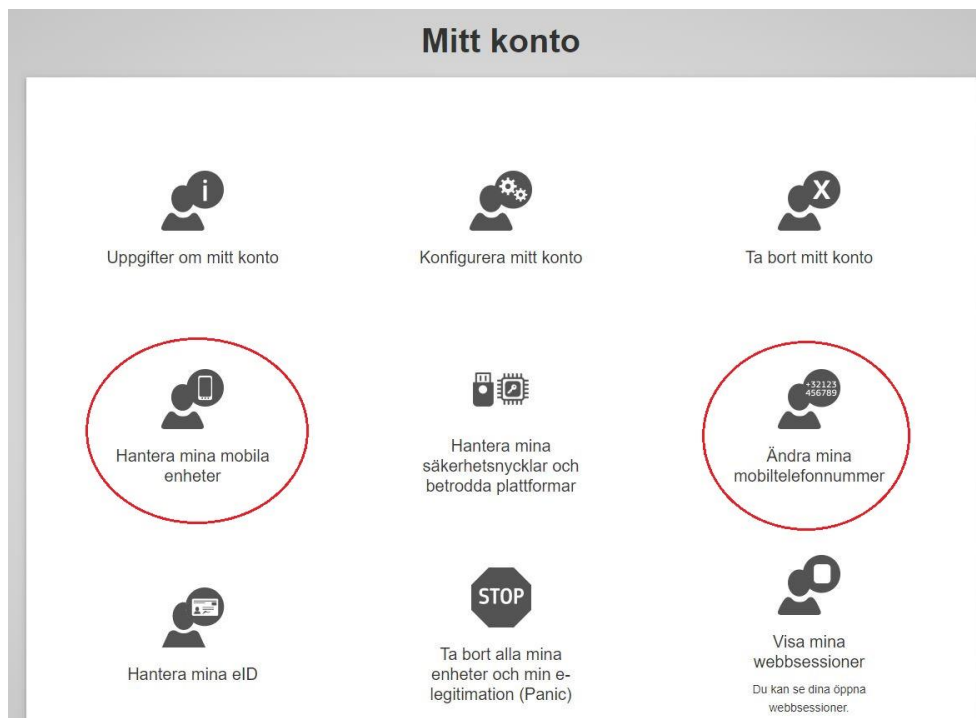 Mitt konto
i
X
Uppgifter om mitt konto
Konfigurera mitt konto
Ta bort mitt konto
+32123
456789
Hantera mina mobila
enheter
Hantera mina
säkerhetsnycklar och
betrodda plattformar
Ändra mina
mobiltelefonnummer
Hantera mina eID
STOP
Ta bort alla mina
enheter och min e-
legitimation (Panic)
Visa mina
webbsessioner
Du kan se dina öppna
webbsessioner.